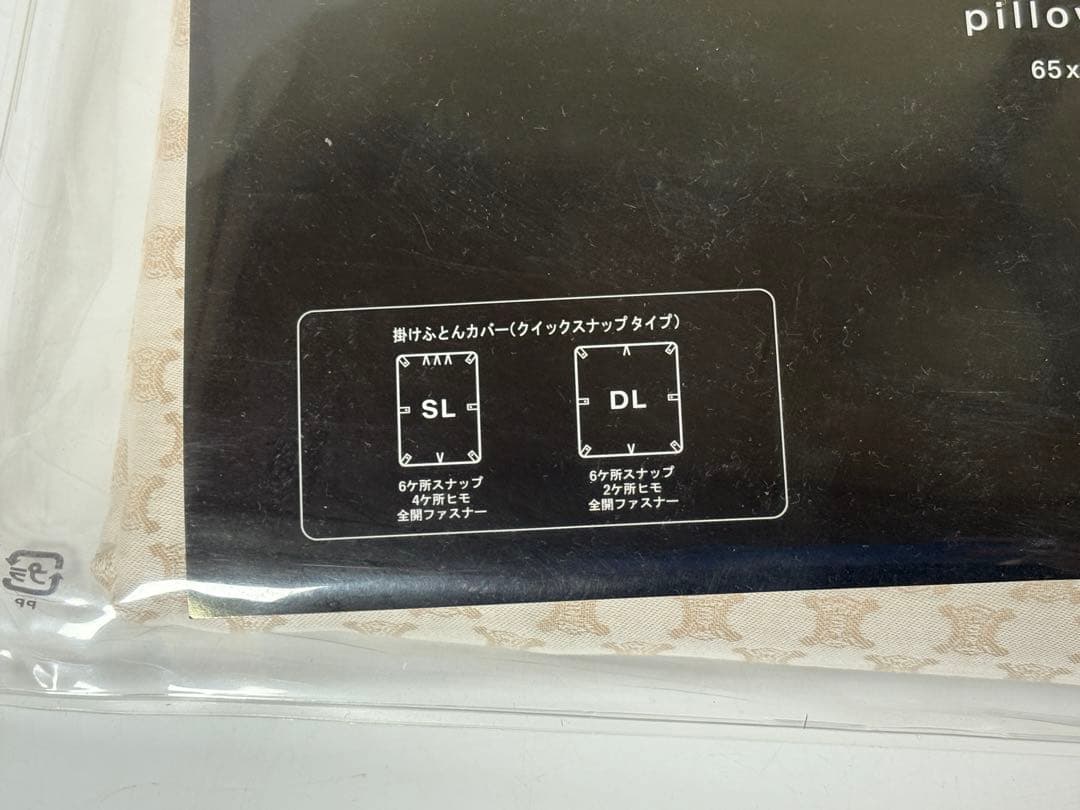 pillow
65x
掛けふとんカバー(クイックスナップタイプ)
SL
DL
6ケ所スナップ
4ケ所ヒモ
全開ファスナー
6ケ所スナップ
2ケ所ヒモ
全開ファスナー
プラ
PP